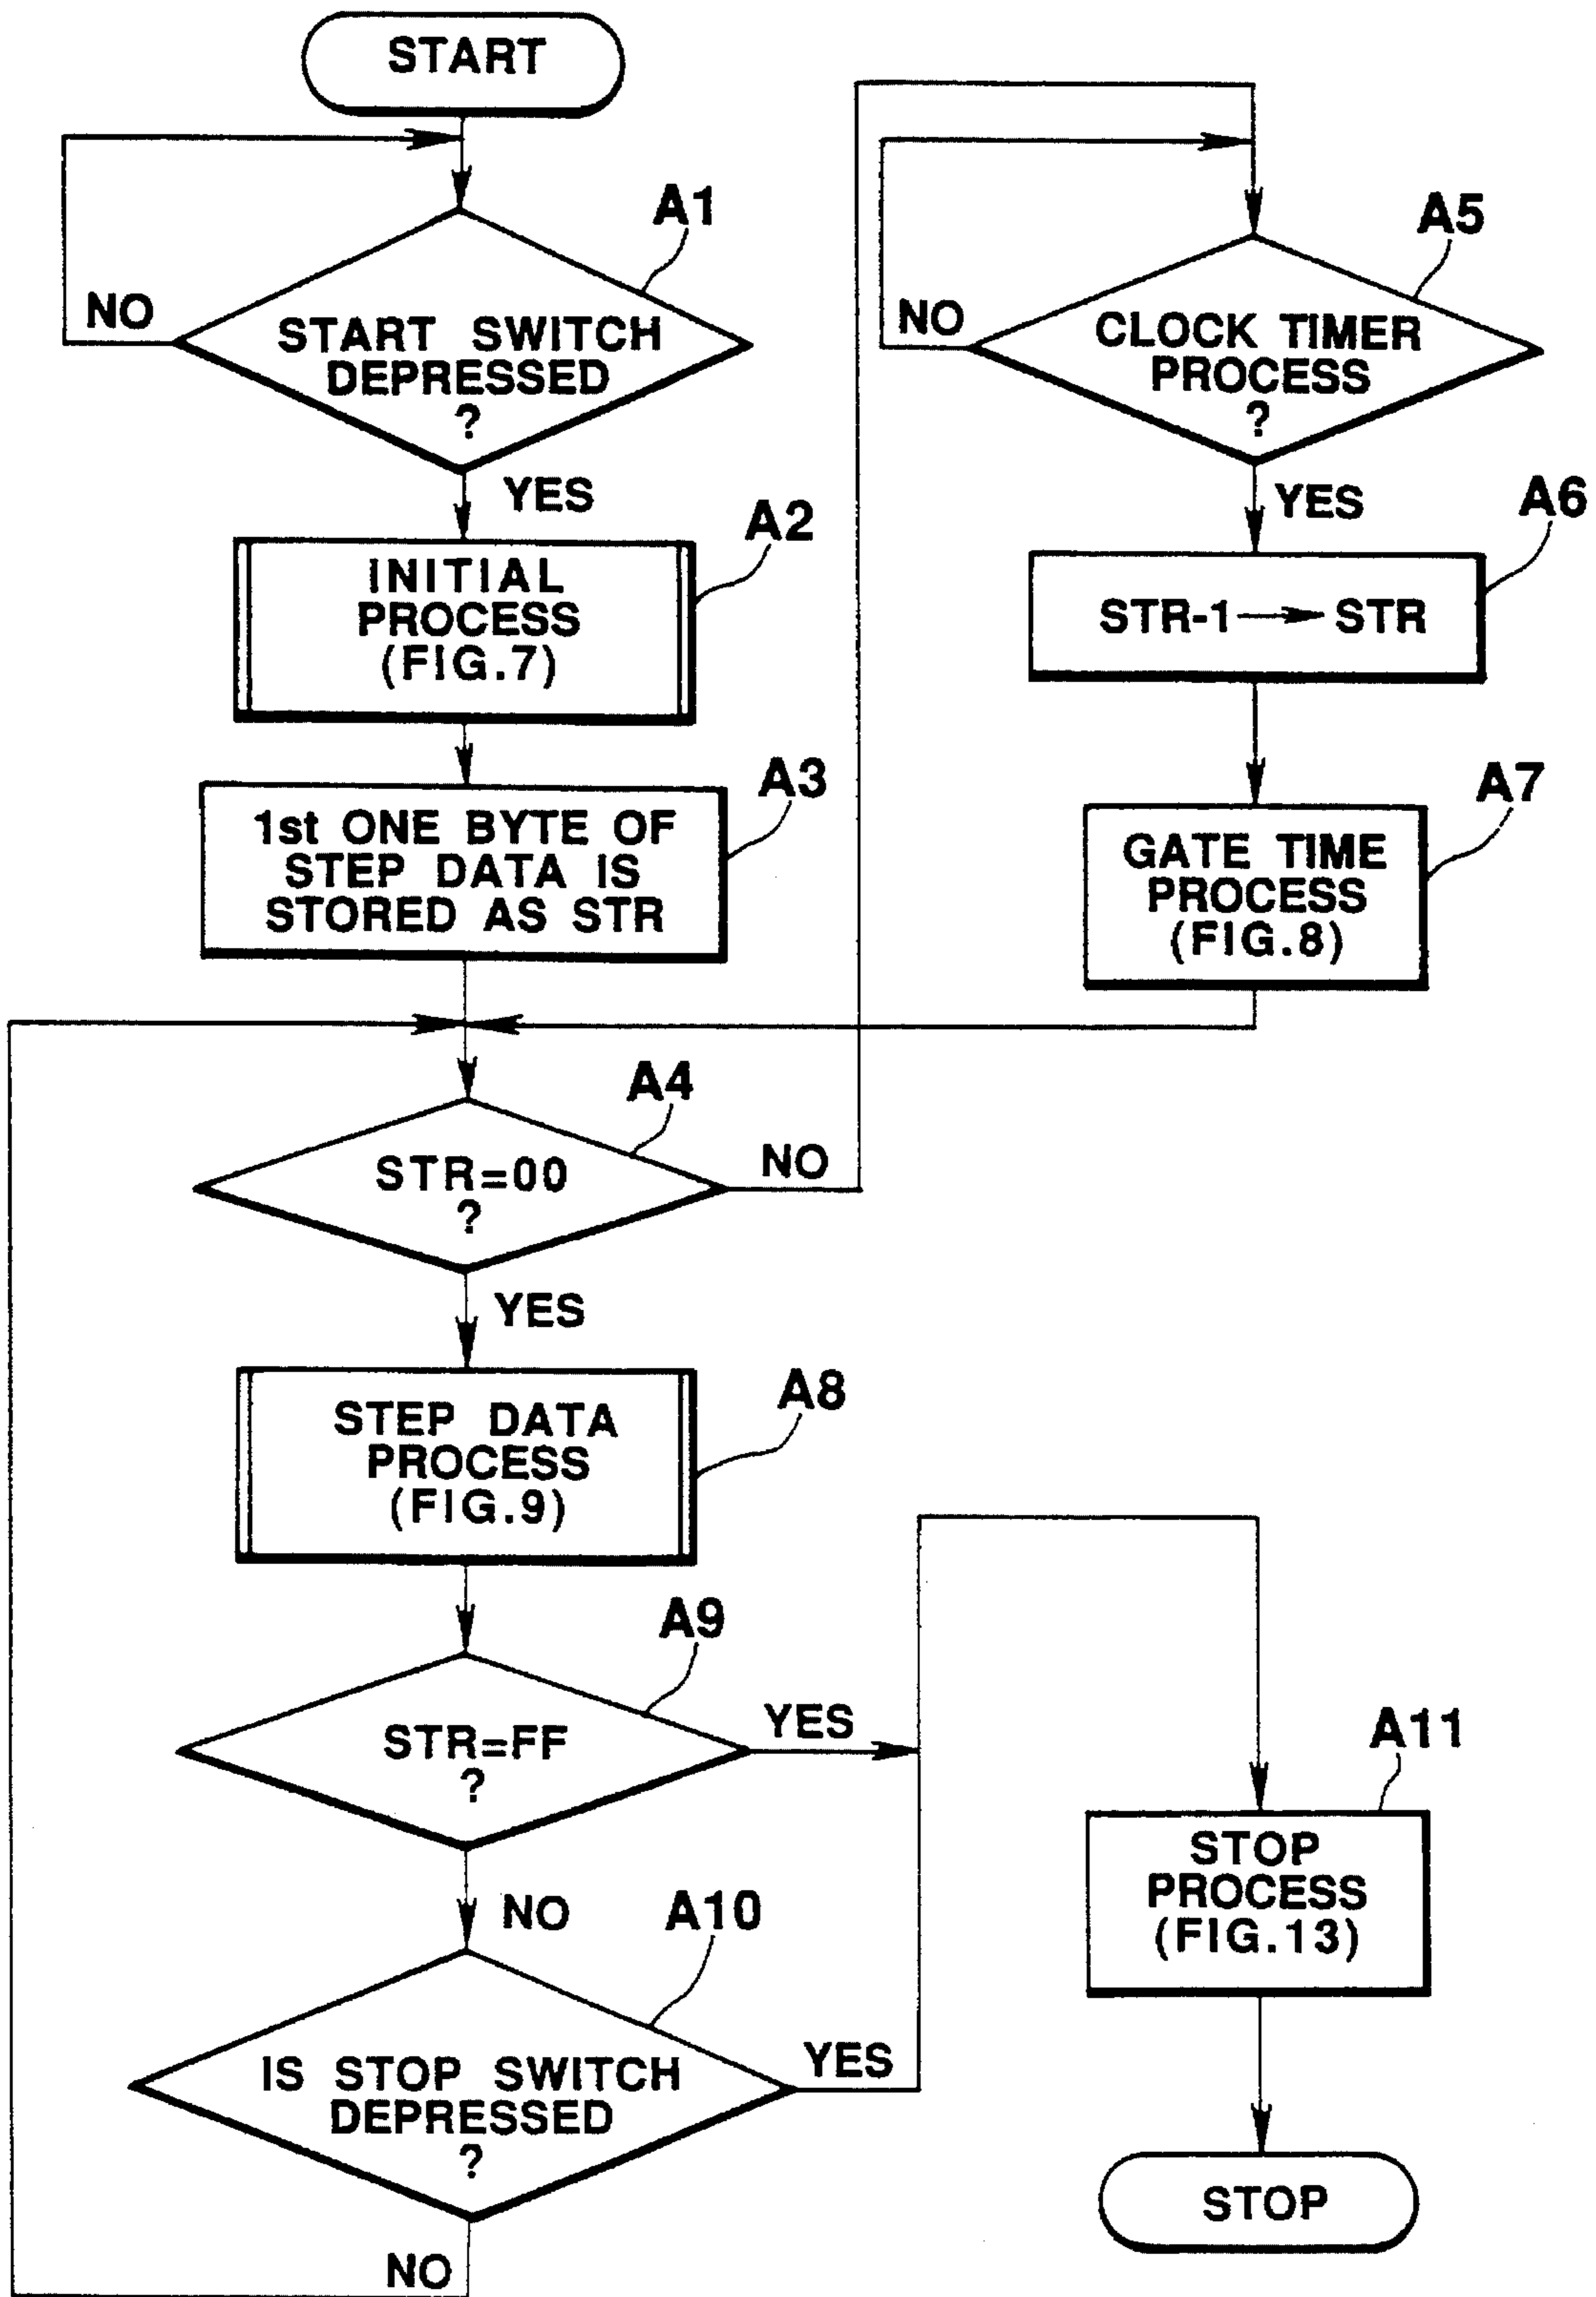 START
A1
START SWITCH
DEPRESSED
?
NO
YES
A2
INITIAL
PROCESS
(FIG.7)
A3
1st ONE BYTE OF
STEP DATA IS
STORED AS STR
A4
STR=00
?
NO
YES
A5
CLOCK TIMER
PROCESS
?
NO
YES
A6
STR-1 → STR
A7
GATE TIME
PROCESS
(FIG.8)
A8
STEP DATA
PROCESS
(FIG.9)
A9
STR=FF
?
YES
NO
A10
IS STOP SWITCH
DEPRESSED
?
YES
NO
A11
STOP
PROCESS
(FIG.13)
STOP